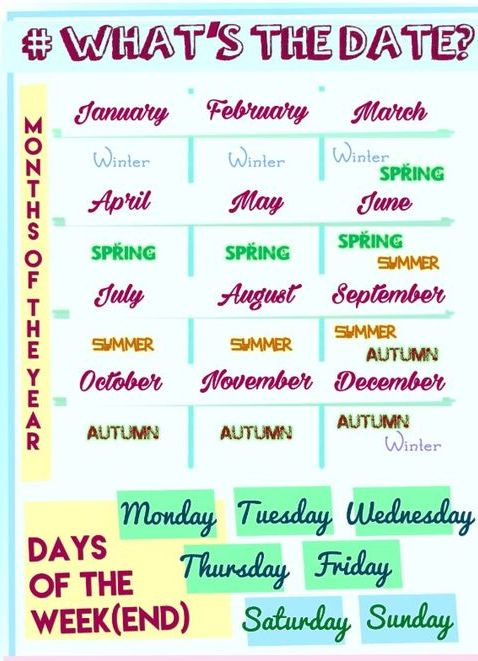 # WHAT'S THE DATE?
MONTHS OF THE YEAR
January February March
Winter Winter Winter
SPRING
April May June
SPRING SPRING SPRING
SUMMER
July August September
SUMMER SUMMER SUMMER
AUTUMN
October November December
AUTUMN AUTUMN AUTUMN
Winter
Monday Tuesday Wednesday
DAYS
Thursday Friday
OF THE
WEEK(END)
Saturday Sunday